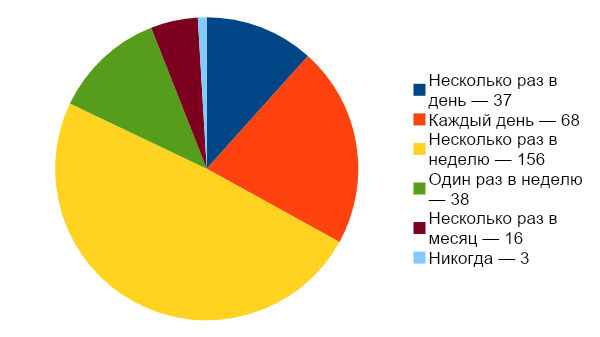 Несколько раз в
день — 37
Каждый день — 68
Несколько раз в
неделю — 156
Один раз в неделю
— 38
Несколько раз в
месяц — 16
Никогда — 3